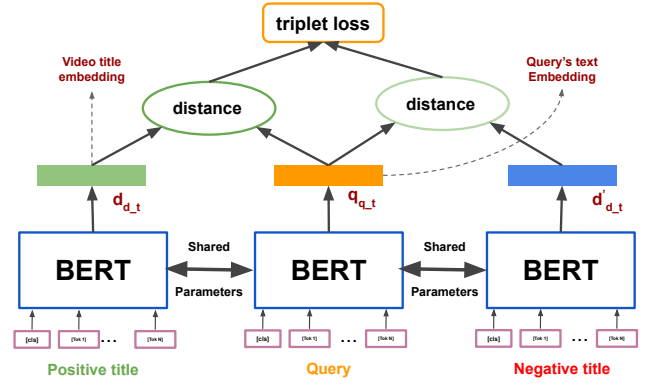 triplet loss
Video title
embedding
Query's text
Embedding
distance
distance
d_d_t
q_q_t
d'_d_t
BERT
Shared
Parameters
BERT
Shared
Parameters
BERT
[cls]
[Tok 1]
...
[Tok N]
[cls]
[Tok 1]
...
[Tok N]
[cls]
[Tok 1]
...
[Tok N]
Positive title
Query
Negative title